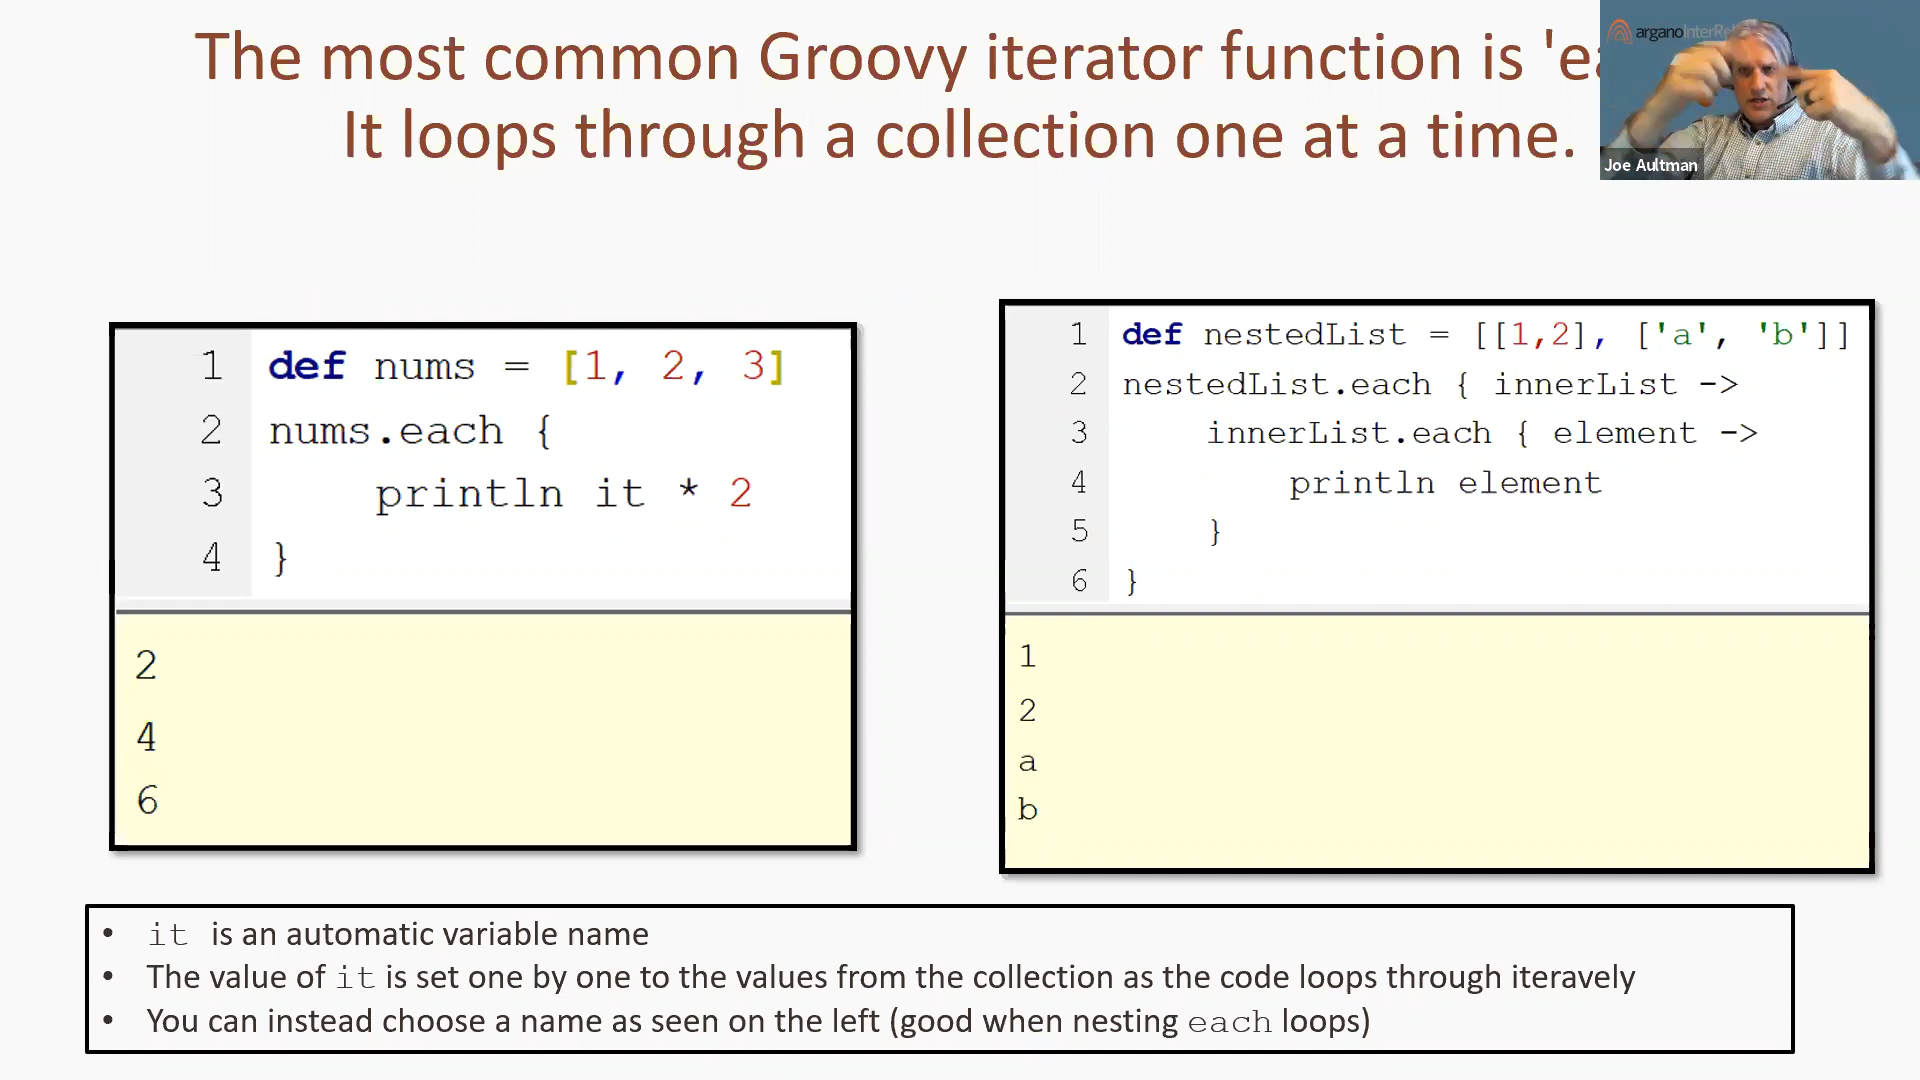 The most common Groovy iterator function is 'ea
It loops through a collection one at a time.
arganoInterRe
Joe Aultman
1 def nums = [1, 2, 3]
2 nums.each {
3 println it * 2
4 }
2
4
6
1 def nestedList = [[1,2], ['a', 'b']]
2 nestedList.each { innerList ->
3 innerList.each { element ->
4 println element
5 }
6 }
1
2
a
b
• it is an automatic variable name
• The value of it is set one by one to the values from the collection as the code loops through iteravely
• You can instead choose a name as seen on the left (good when nesting each loops)